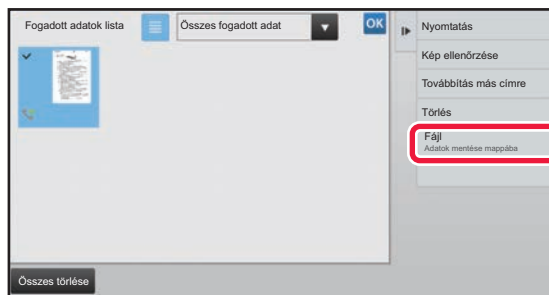 Fogadott adatok lista
Összes fogadott adat
OK
Nyomtatás
Kép ellenőrzése
Továbbítás más címre
Törlés
Fájl
Adatok mentése mappába
Összes törlése